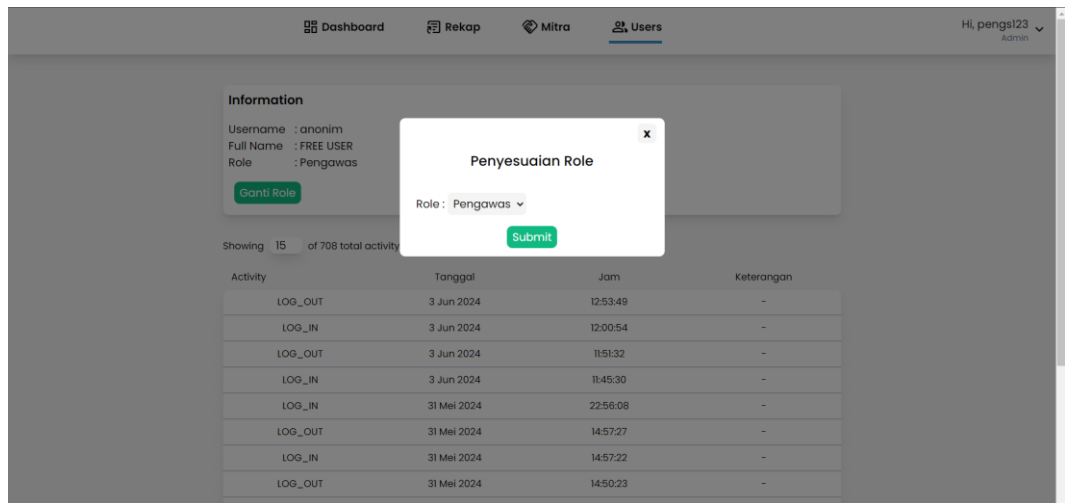 Dashboard Rekap Mitra Users Hi, pengs123
Admin
Information
Username : anonim
Full Name : FREE USER
Role : Pengawas
Ganti Role
x
Penyesuaian Role
Role : Pengawas
Submit
Showing 15 of 708 total activity
Activity Tanggal Jam Keterangan
LOG_OUT 3 Jun 2024 12:53:49 -
LOG_IN 3 Jun 2024 12:00:54 -
LOG_OUT 3 Jun 2024 11:51:32 -
LOG_IN 3 Jun 2024 11:45:30 -
LOG_IN 31 Mei 2024 22:56:08 -
LOG_OUT 31 Mei 2024 14:57:27 -
LOG_IN 31 Mei 2024 14:57:22 -
LOG_OUT 31 Mei 2024 14:50:23 -